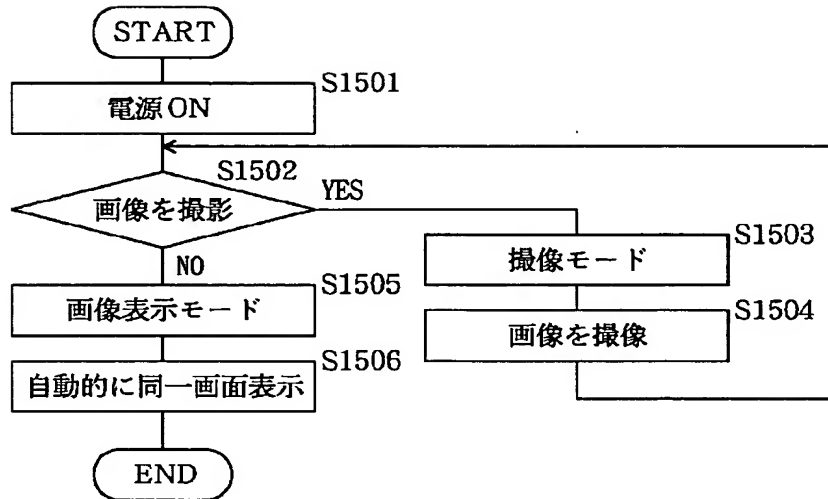 START
S1501
電源ON
S1502
画像を撮影
YES
NO
S1503
撮像モード
S1504
画像を撮像
S1505
画像表示モード
S1506
自動的に同一画面表示
END